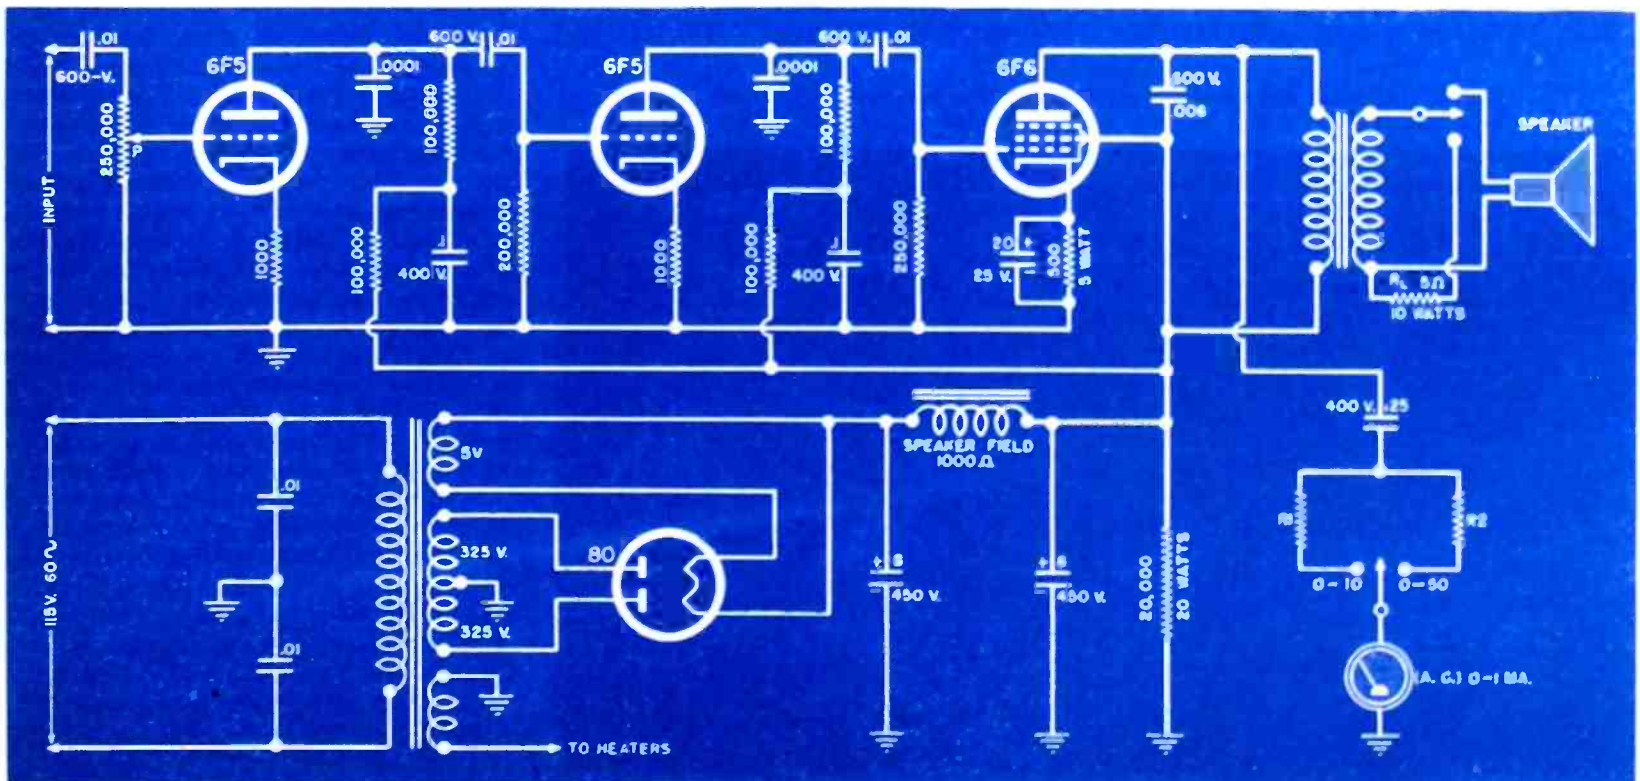 .01
600-V.
250,000
P
INPUT
6F5
1000
.0001
100,000
600 V.
.01
100,000
400 V.
200,000
6F5
1000
.0001
100,000
600 V.
.01
100,000
400 V.
250,000
6F6
20 +
25 V.
500
5 WATT
600 V.
.006
SPEAKER
RL 5Ω
10 WATTS
115 V. 60~
.01
.01
5V
325 V.
325 V.
TO HEATERS
80
SPEAKER FIELD
1000 Ω
+ 8
450 V.
+ 8
450 V.
20,000
20 WATTS
400 V. .25
R1
R2
0-10
0-50
(A.C.) 0-1 MA.